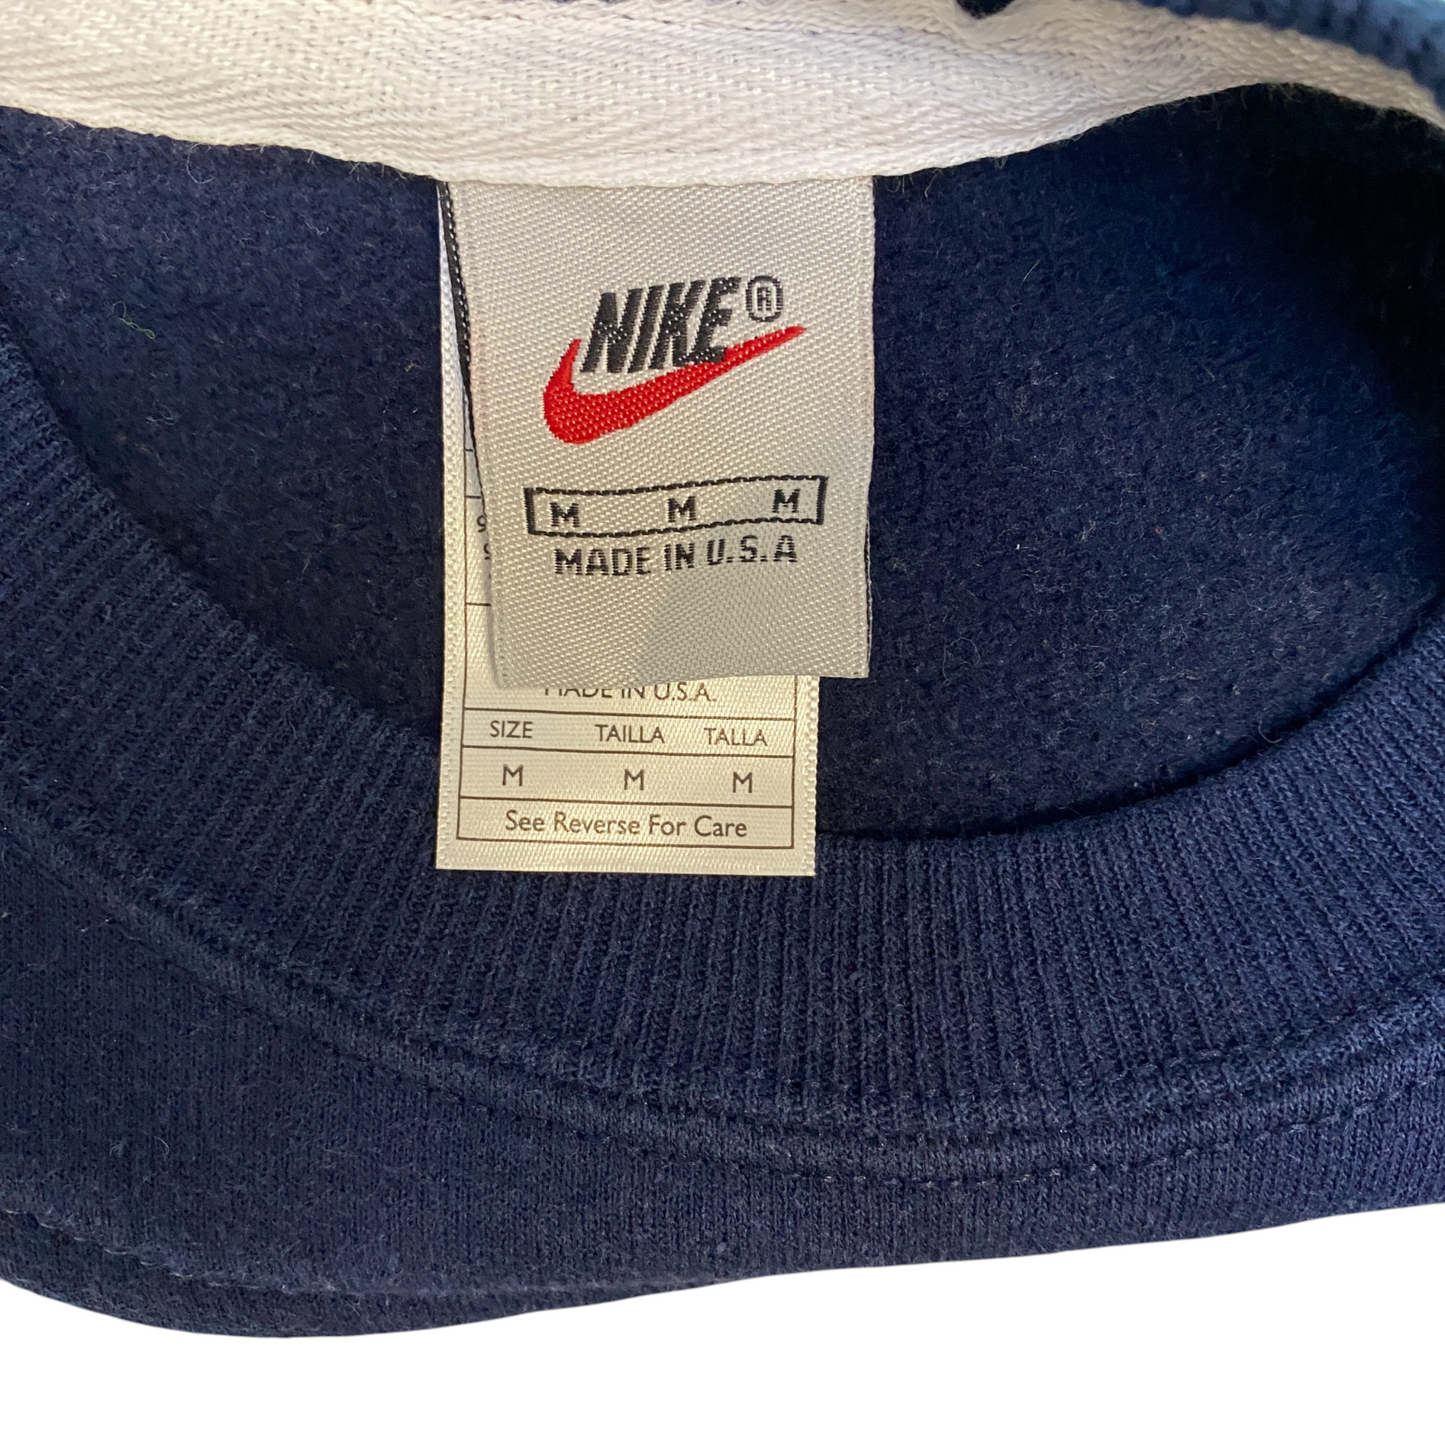 NIKE®
M M M
MADE IN U.S.A
MADE IN U.S.A.
SIZE TAILLA TALLA
M M M
See Reverse For Care